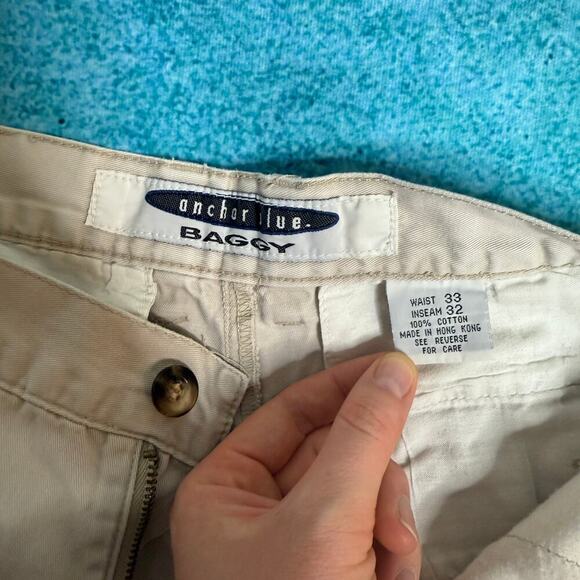 anchor blue.
BAGGY
WAIST 33
INSEAM 32
100% COTTON
MADE IN HONG KONG
SEE REVERSE
FOR CARE